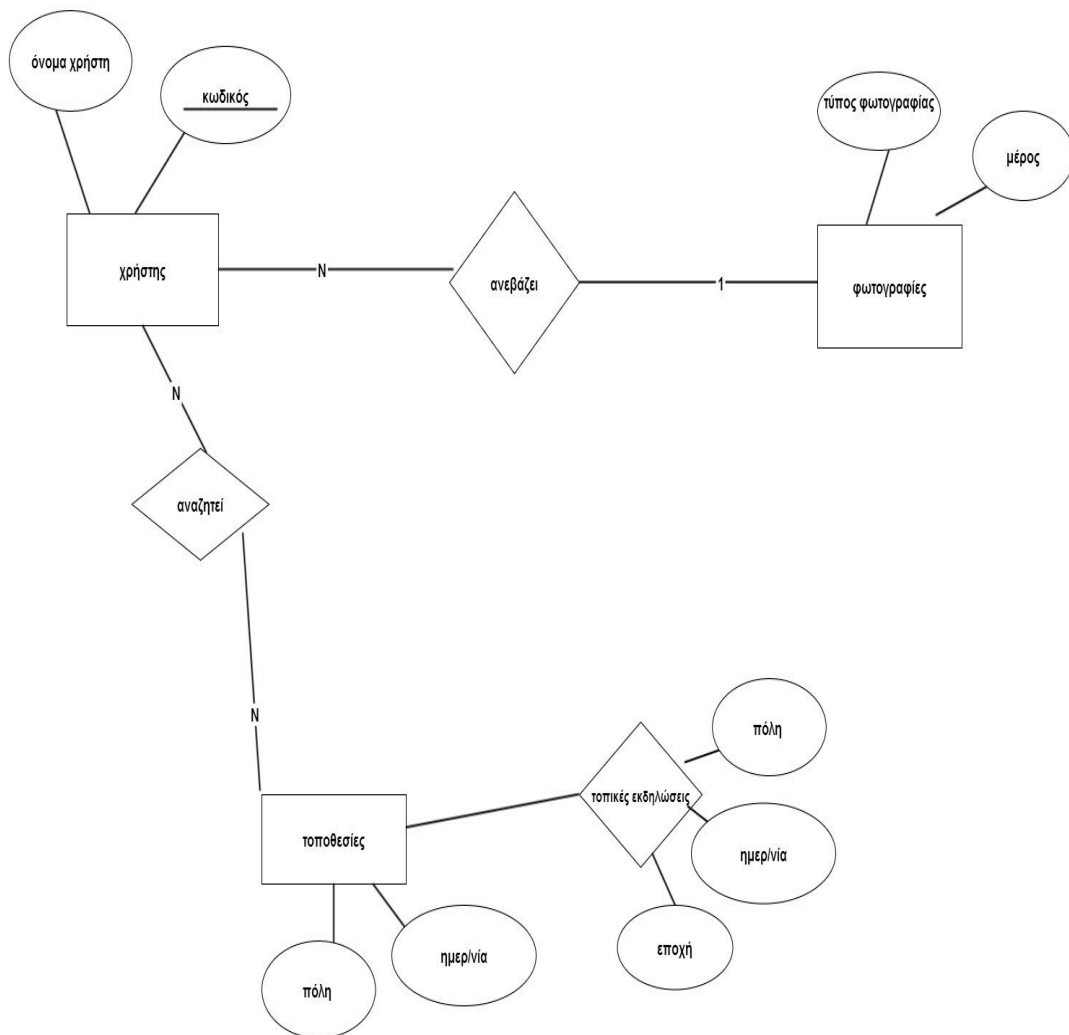 όνομα χρήστη
κωδικός
τύπος φωτογραφίας
μέρος
χρήστης
N
ανεβάζει
1
φωτογραφίες
N
αναζητεί
N
πόλη
τοπικές εκδηλώσεις
τοποθεσίες
ημερ/νία
εποχή
ημερ/νία
πόλη